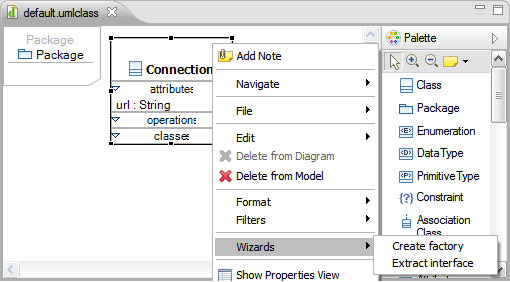 default.umlclass
Package
Package
Connection
attributes
url : String
operations
classes
Add Note
Navigate
File
Edit
Delete from Diagram
Delete from Model
Format
Filters
Wizards
Show Properties View
Create factory
Extract interface
Palette
Class
Package
Enumeration
DataType
PrimitiveType
Constraint
Association
Class